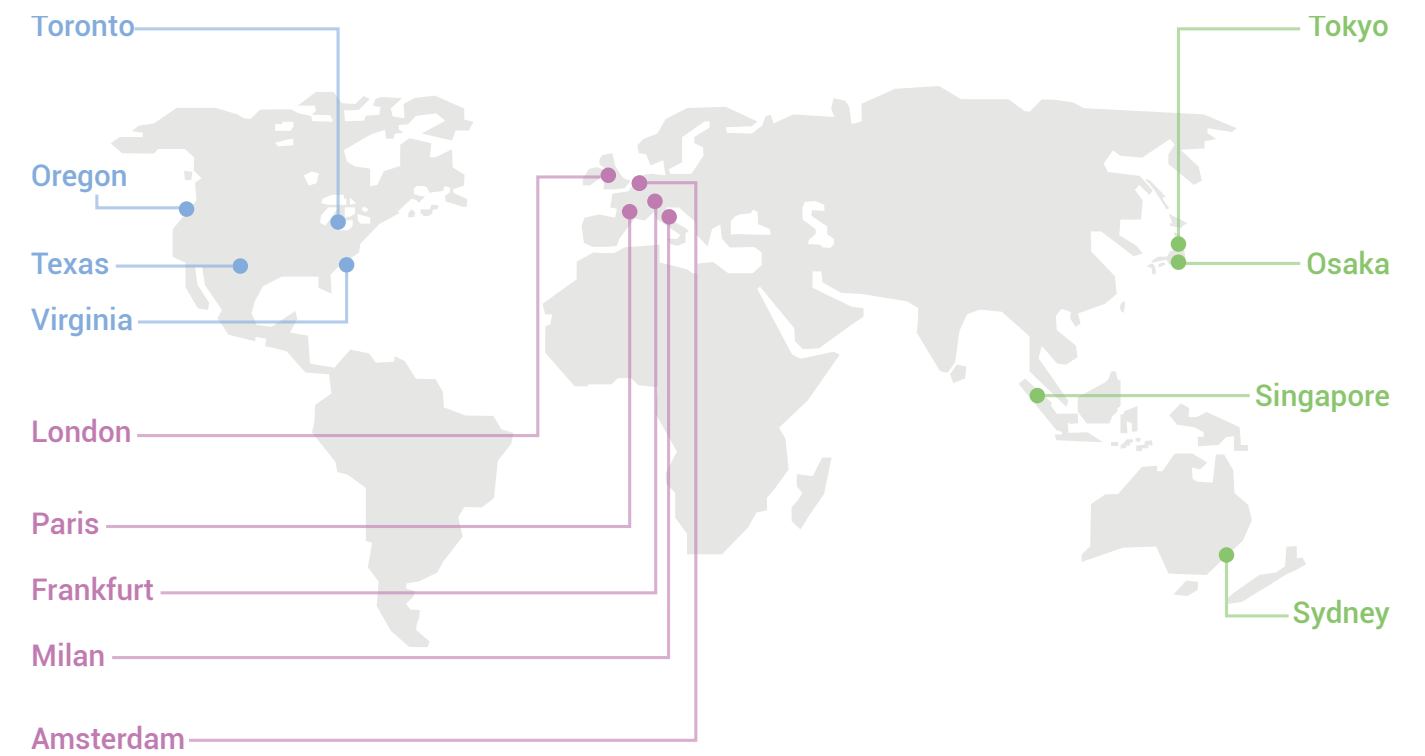 Toronto
Tokyo
Oregon
Texas
Osaka
Virginia
Singapore
London
Paris
Frankfurt
Sydney
Milan
Amsterdam